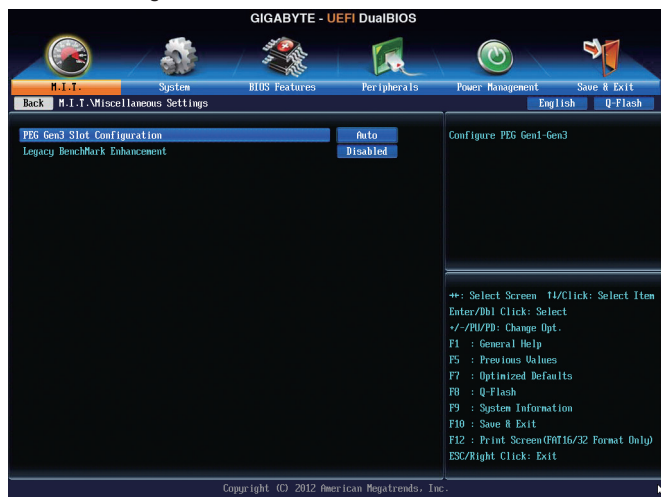 GIGABYTE - UEFI DualBIOS
M.I.T. System BIOS Features Peripherals Power Management Save & Exit
Back M.I.T.\Miscellaneous Settings English Q-Flash
PEG Gen3 Slot Configuration Auto
Legacy BenchMark Enhancement Disabled
Configure PEG Gen1-Gen3
→←: Select Screen ↑↓/Click: Select Item
Enter/Dbl Click: Select
+/-/PU/PD: Change Opt.
F1 : General Help
F5 : Previous Values
F7 : Optimized Defaults
F8 : Q-Flash
F9 : System Information
F10 : Save & Exit
F12 : Print Screen(FAT16/32 Format Only)
ESC/Right Click: Exit
Copyright (C) 2012 American Megatrends, Inc.